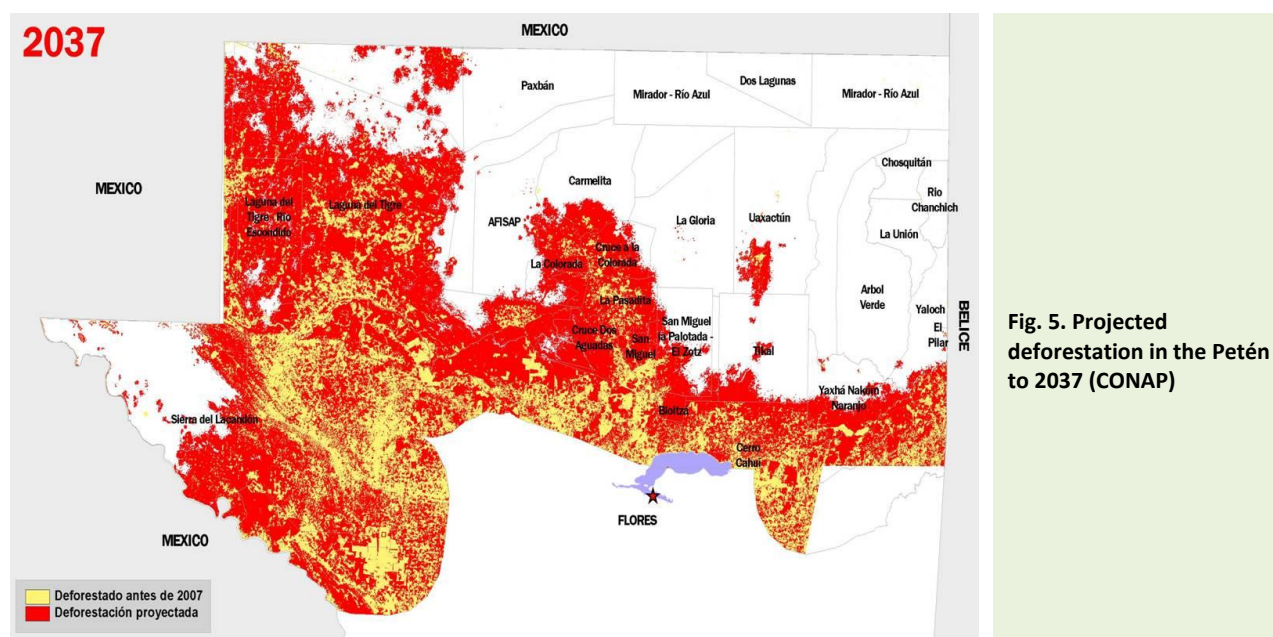 2037
MEXICO
Paxbán
Mirador - Río Azul
Dos Lagunas
Mirador - Río Azul
MEXICO
Chosquitán
Rio
Chanchich
Carmelita
Laguna del
Tigre - Río
Escondido
Laguna del Tigre
AFISAP
La Gloria
Uaxactún
La Unión
La Colorada
Cruce a la
Colorada
Arbol
Verde
La Pasadita
Yaloch
El
Pilar
BELICE
Cruce Dos
Aguadas
San
Miguel
San Miguel
la Palotada -
El Zotz
Tikal
Yaxhá Nakúm
Naranjo
Sierra del Lacandón
Bioitzá
Cerro
Cahui
FLORES
MEXICO
Deforestado antes de 2007
Deforestación proyectada
Fig. 5. Projected
deforestation in the Petén
to 2037 (CONAP)